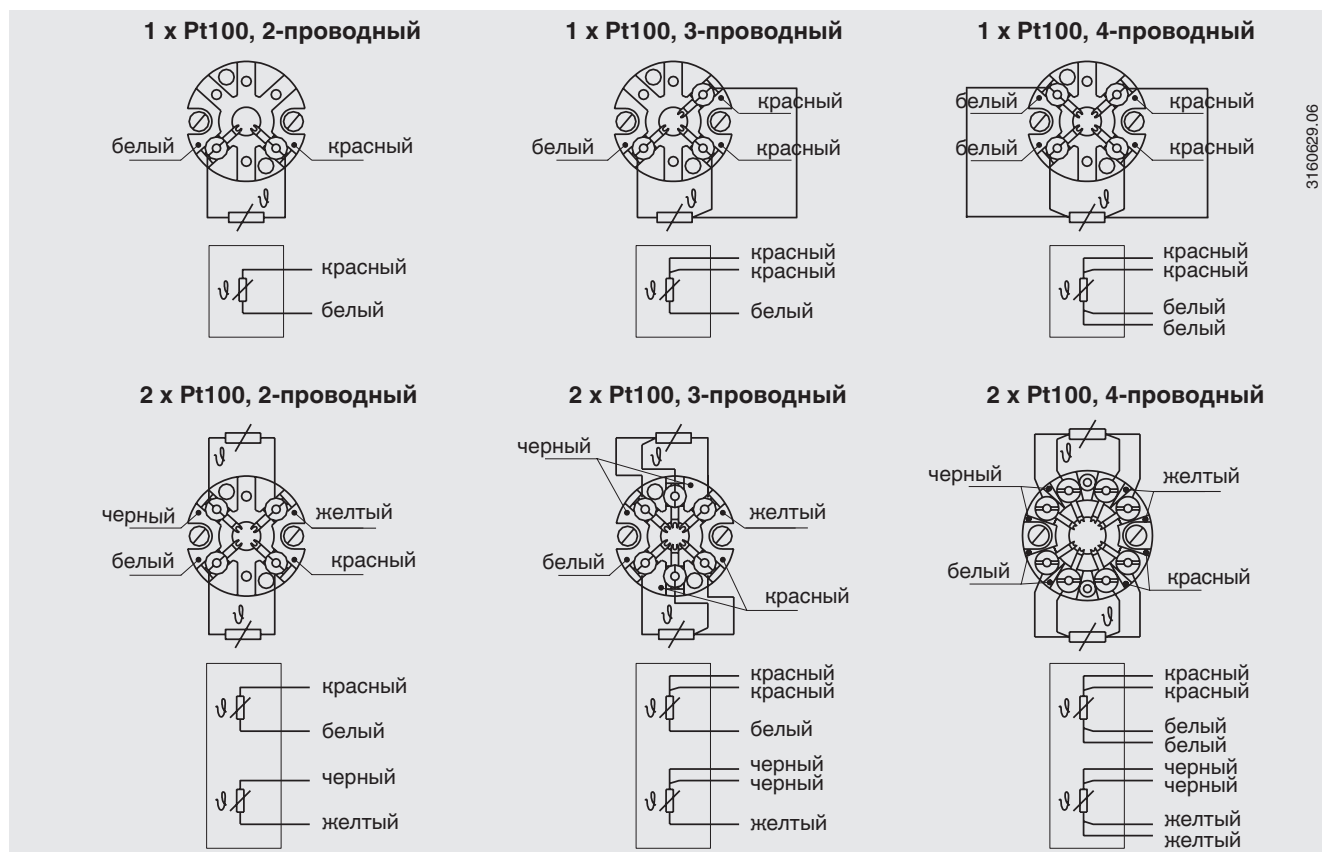 1 x Pt100, 2-проводный
белый
красный
ϑ
ϑ
красный
белый
1 x Pt100, 3-проводный
красный
белый
красный
ϑ
ϑ
красный
красный
белый
1 x Pt100, 4-проводный
белый
красный
белый
красный
ϑ
ϑ
красный
красный
белый
белый
3160629.06
2 x Pt100, 2-проводный
ϑ
черный
желтый
белый
красный
ϑ
ϑ
красный
белый
ϑ
черный
желтый
2 x Pt100, 3-проводный
черный
ϑ
желтый
белый
красный
ϑ
ϑ
красный
красный
белый
ϑ
черный
черный
желтый
2 x Pt100, 4-проводный
ϑ
черный
желтый
белый
красный
ϑ
ϑ
красный
красный
белый
белый
ϑ
черный
черный
желтый
желтый